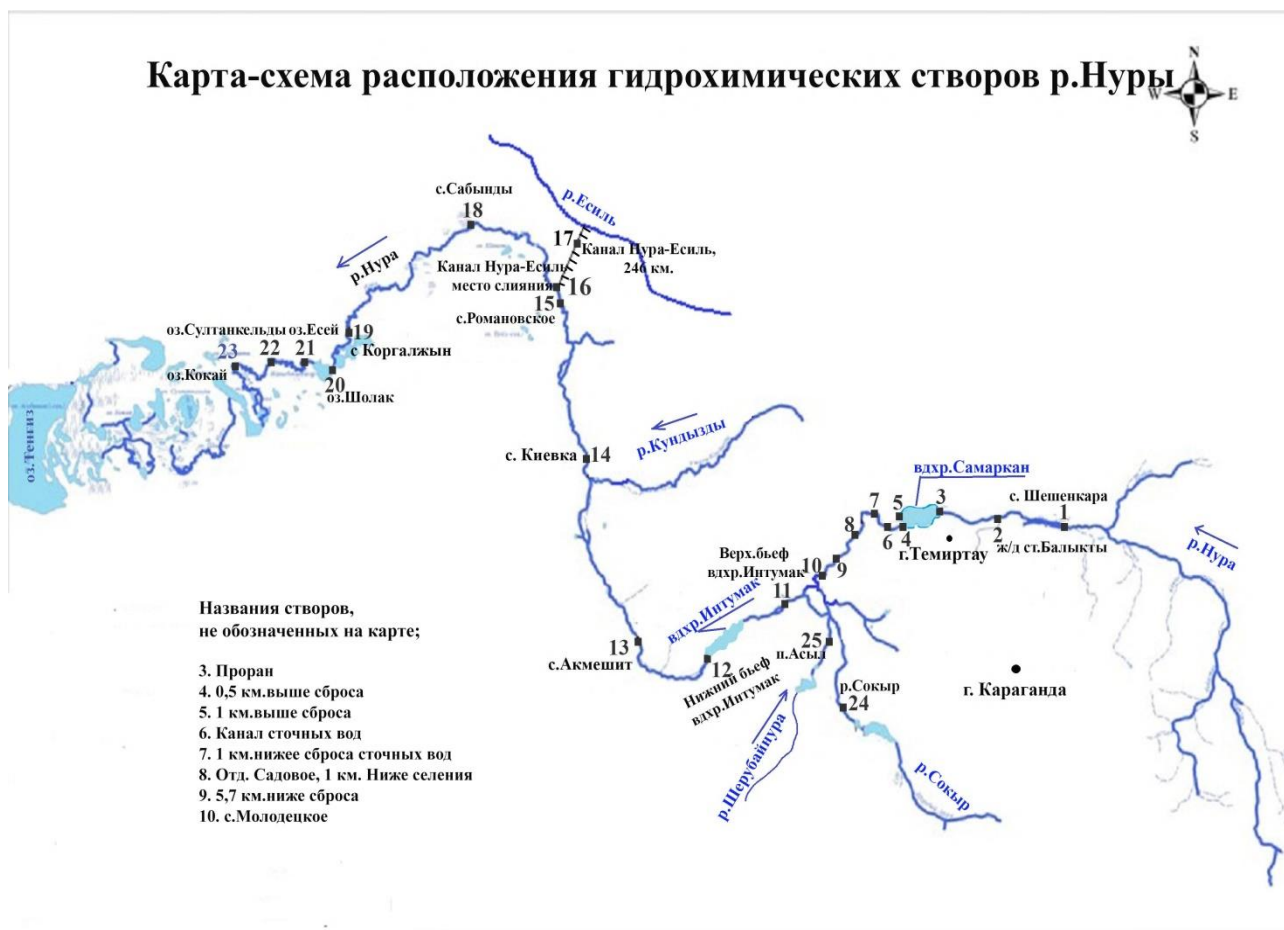 Карта-схема расположения гидрохимических створов р.Нуры
N
W
E
S
с.Сабынды
18
р.Есиль
17
Канал Нура-Есиль,
246 км.
р.Нура
Канал Нура-Есиль
место слияния
16
15
с.Романовское
оз.Султанкельды
оз.Есей
19
с Коргалжын
23
22
21
20
оз.Кокай
оз.Шолак
оз.Тенгиз
с. Киевка
14
р.Кундызды
вдхр.Самаркан
с. Шешенкара
7
5
3
1
8
6
4
2
г.Темиртау
ж/д ст.Балыкты
р.Нура
9
10
Верх.бьеф
вдхр.Интумак
11
вдхр.Интумак
13
с.Акмешит
12
Нижний бьеф
вдхр.Интумак
25
п.Асыл
р.Сокыр
24
г. Караганда
р.Шерубайнура
р.Сокыр
Названия створов,
не обозначенных на карте;
3. Проран
4. 0,5 км.выше сброса
5. 1 км.выше сброса
6. Канал сточных вод
7. 1 км.нижее сброса сточных вод
8. Отд. Садовое, 1 км. Ниже селения
9. 5,7 км.ниже сброса
10. с.Молодецкое